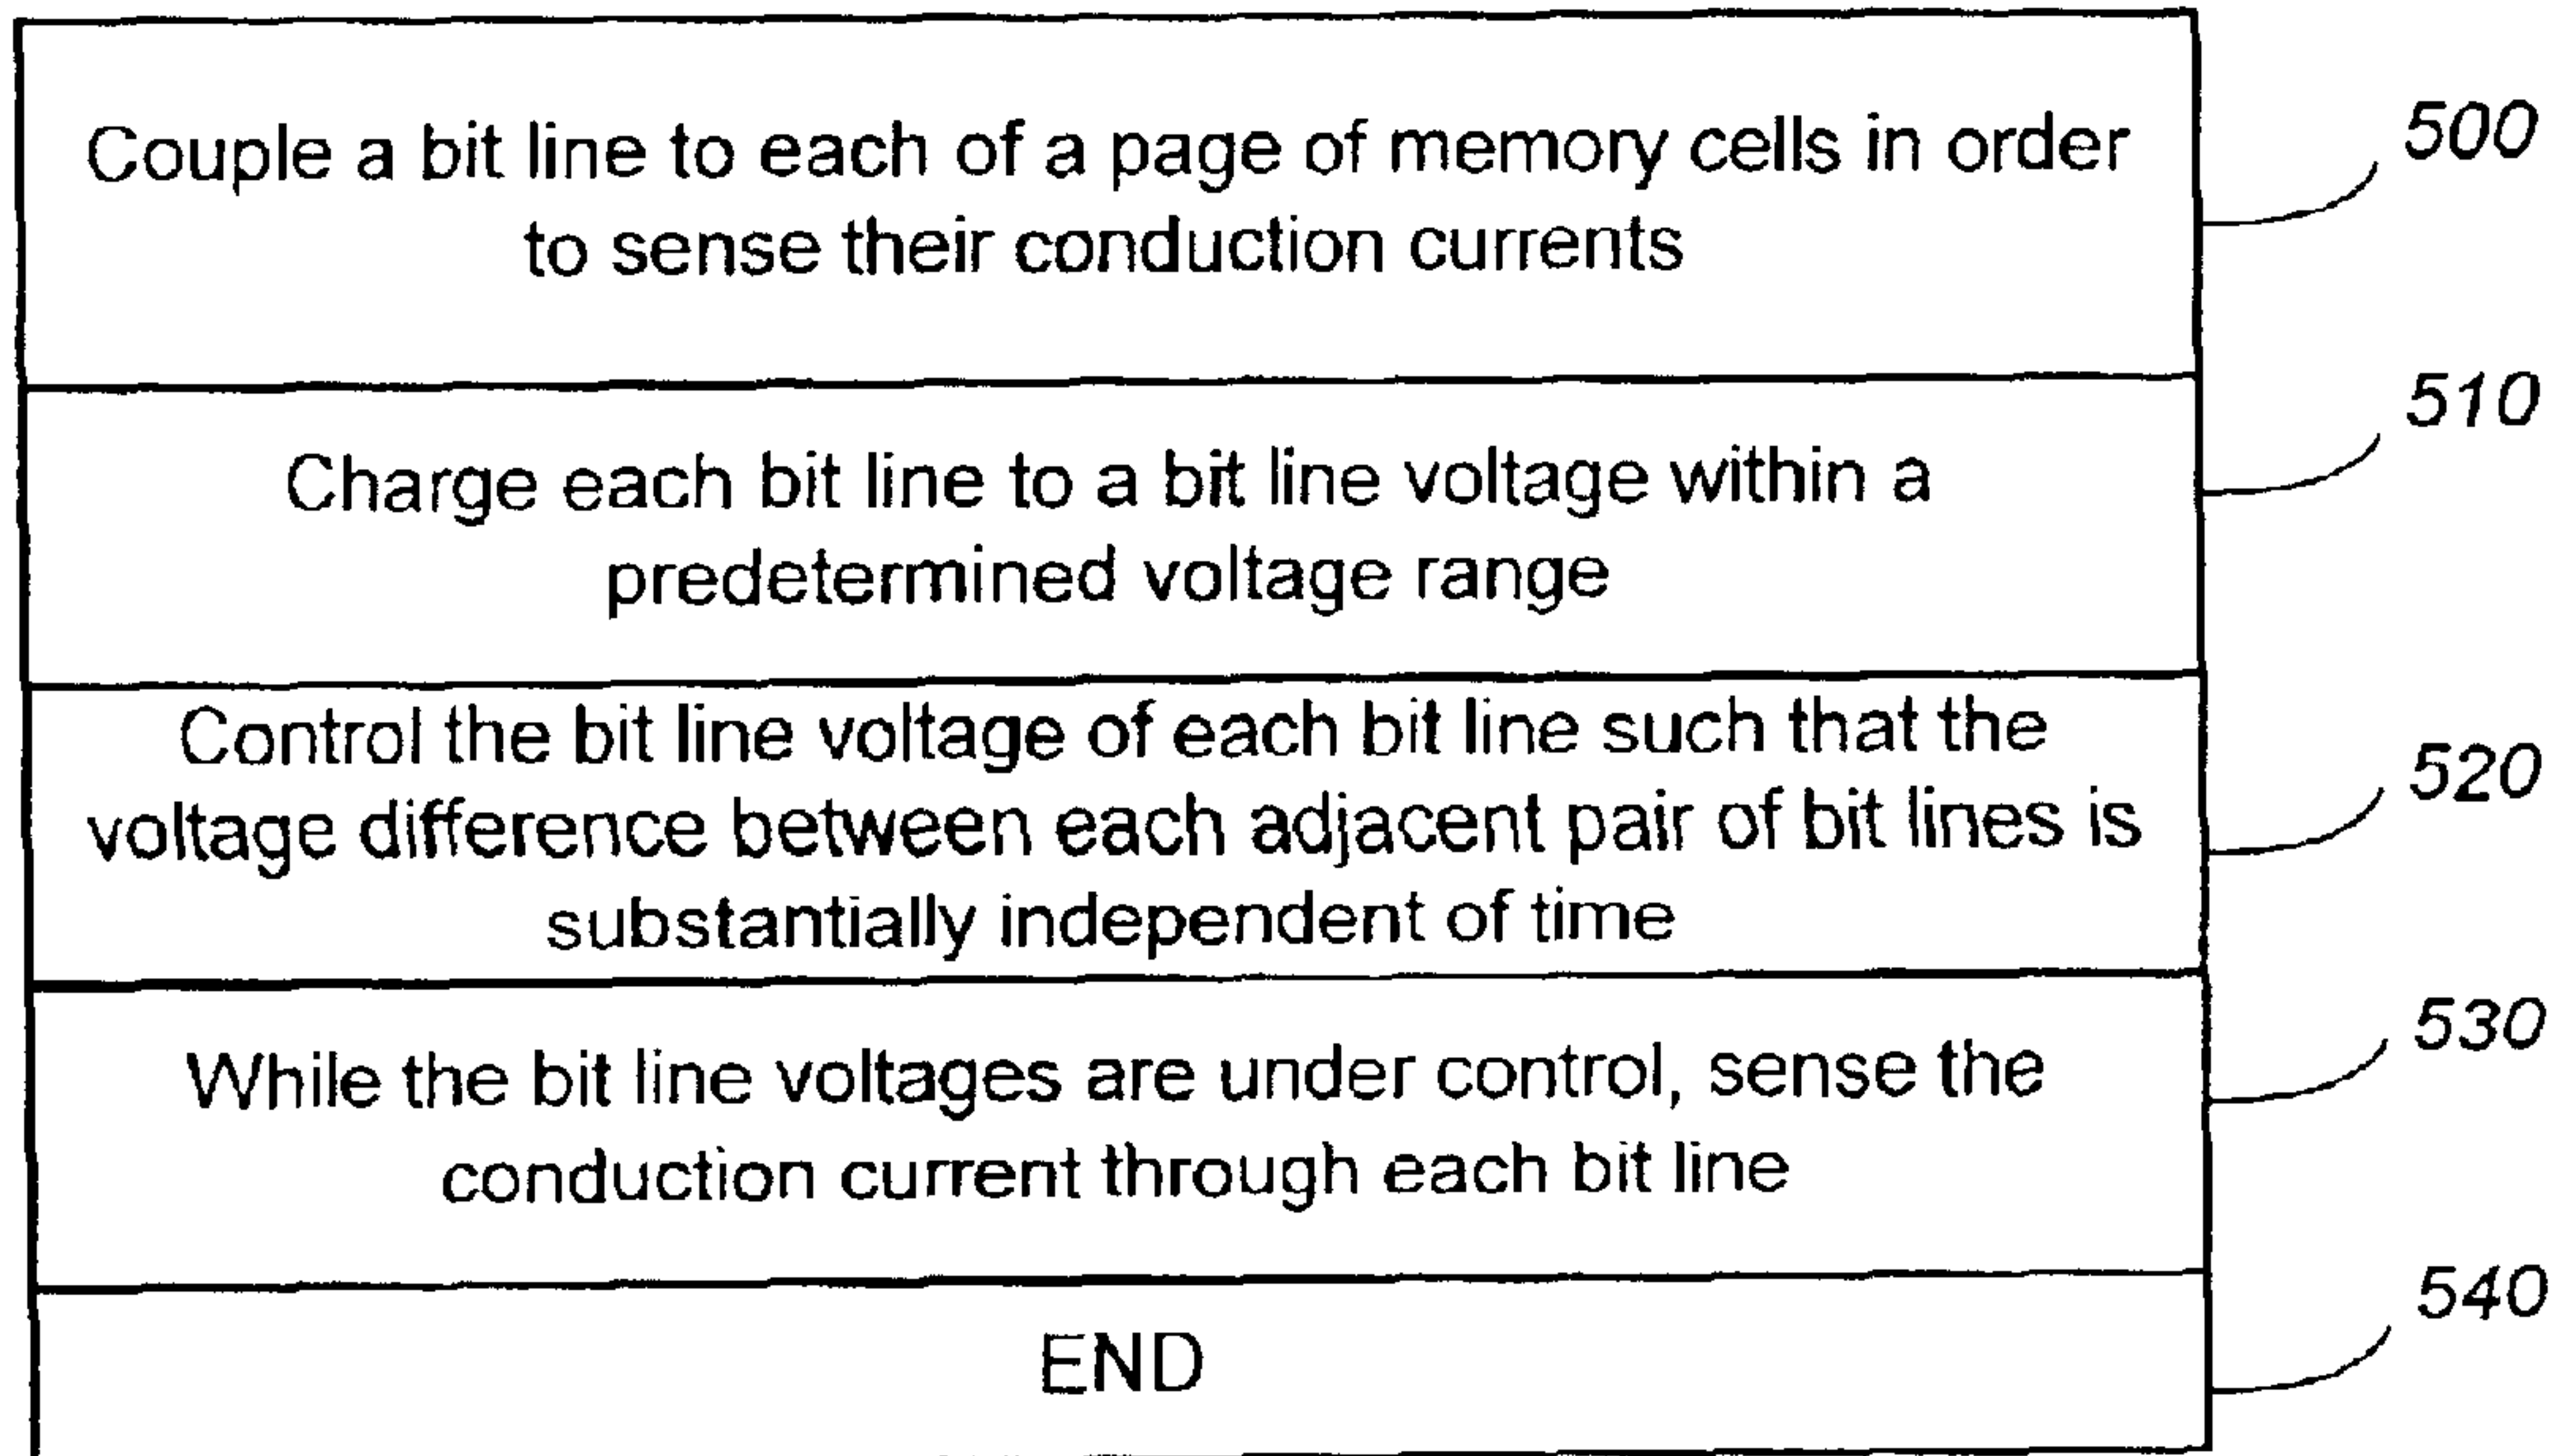 Couple a bit line to each of a page of memory cells in order
to sense their conduction currents
500
Charge each bit line to a bit line voltage within a
predetermined voltage range
510
Control the bit line voltage of each bit line such that the
voltage difference between each adjacent pair of bit lines is
substantially independent of time
520
While the bit line voltages are under control, sense the
conduction current through each bit line
530
END
540